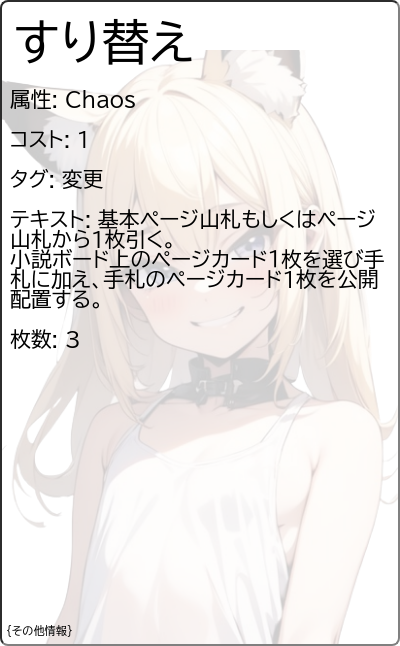 すり替え
属性: Chaos
コスト: 1
タグ: 変更
テキスト: 基本ページ山札もしくはページ
山札から1枚引く。
小説ボード上のページカード1枚を選び手
札に加え、手札のページカード1枚を公開
配置する。
枚数: 3
{その他情報}